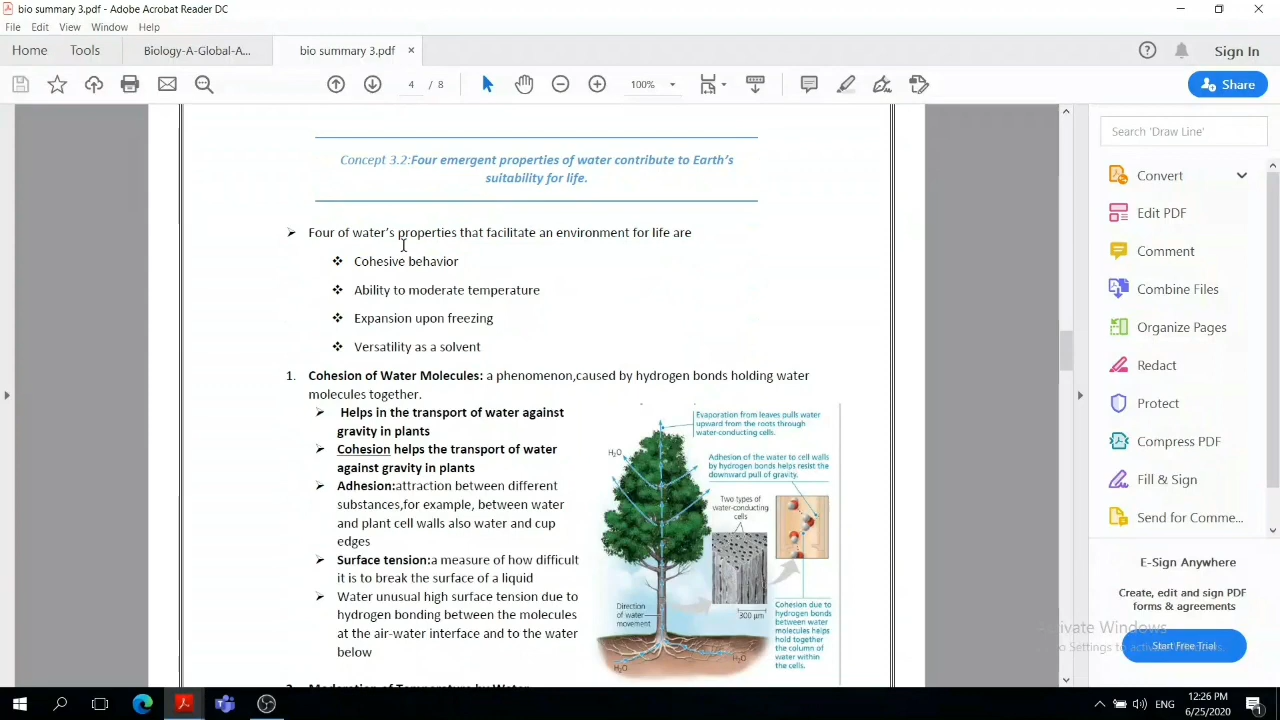 bio summary 3.pdf - Adobe Acrobat Reader DC
File Edit View Window Help
Home Tools Biology-A-Global-A... bio summary 3.pdf × Sign In
4 / 8 100% Share
Concept 3.2:Four emergent properties of water contribute to Earth's
suitability for life.
Four of water's properties that facilitate an environment for life are
Cohesive behavior
Ability to moderate temperature
Expansion upon freezing
Versatility as a solvent
1. Cohesion of Water Molecules: a phenomenon,caused by hydrogen bonds holding water
molecules together.
Helps in the transport of water against
gravity in plants
Cohesion helps the transport of water
against gravity in plants
Adhesion:attraction between different
substances,for example, between water
and plant cell walls also water and cup
edges
Surface tension:a measure of how difficult
it is to break the surface of a liquid
Water unusual high surface tension due to
hydrogen bonding between the molecules
at the air-water interface and to the water
below
Evaporation from leaves pulls water
upward from the roots through
water-conducting cells.
H₂O
Adhesion of the water to cell walls
by hydrogen bonds helps resist the
downward pull of gravity.
Two types of
water-conducting
cells
Direction
of water
movement
300 µm
Cohesion due to
hydrogen bonds
between water
molecules helps
hold together
the column of
water within
the cells.
H₂O
H₂O
2. Moderation of Temperature by Water
Search 'Draw Line'
Convert
Edit PDF
Comment
Combine Files
Organize Pages
Redact
Protect
Compress PDF
Fill & Sign
Send for Comme...
E-Sign Anywhere
Create, edit and sign PDF
forms & agreements
Start Free Trial
ENG
12:26 PM
6/25/2020